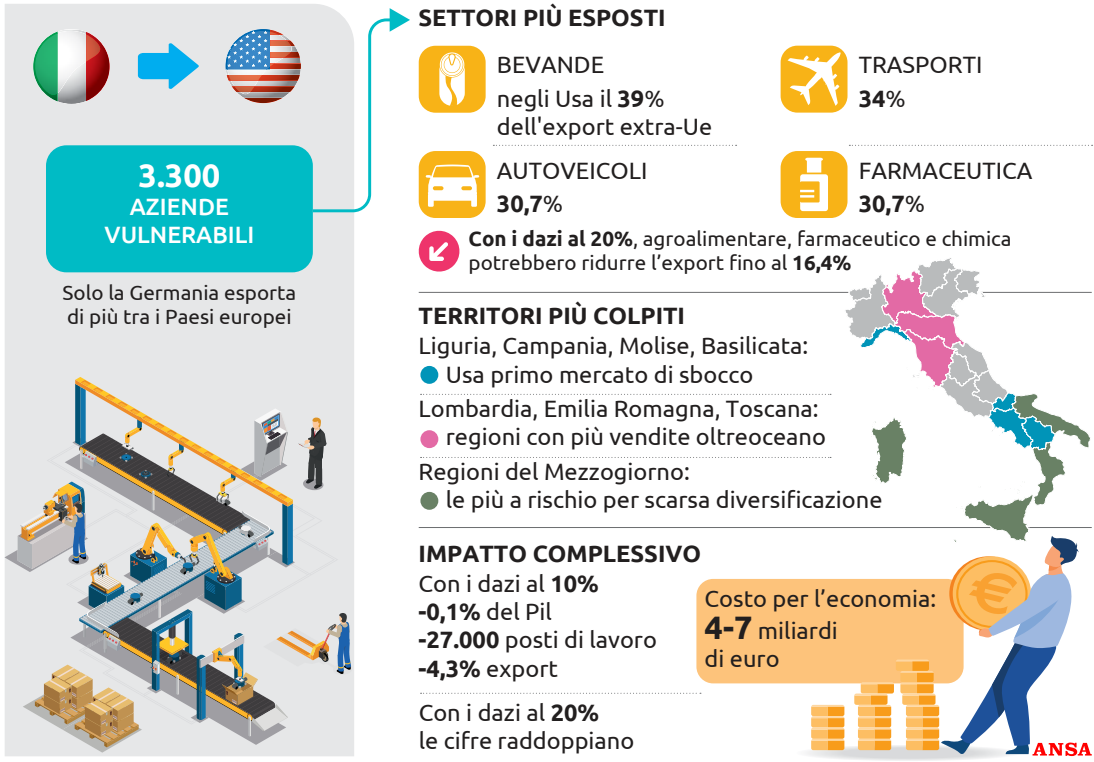 3.300
AZIENDE
VULNERABILI
Solo la Germania esporta
di più tra i Paesi europei
SETTORI PIÙ ESPOSTI
BEVANDE
negli Usa il 39%
dell'export extra-Ue
TRASPORTI
34%
AUTOVEICOLI
30,7%
FARMACEUTICA
30,7%
Con i dazi al 20%, agroalimentare, farmaceutico e chimica
potrebbero ridurre l’export fino al 16,4%
TERRITORI PIÙ COLPITI
Liguria, Campania, Molise, Basilicata:
Usa primo mercato di sbocco
Lombardia, Emilia Romagna, Toscana:
regioni con più vendite oltreoceano
Regioni del Mezzogiorno:
le più a rischio per scarsa diversificazione
IMPATTO COMPLESSIVO
Con i dazi al 10%
-0,1% del Pil
-27.000 posti di lavoro
-4,3% export
Con i dazi al 20%
le cifre raddoppiano
Costo per l’economia:
4-7 miliardi
di euro
€
ANSA